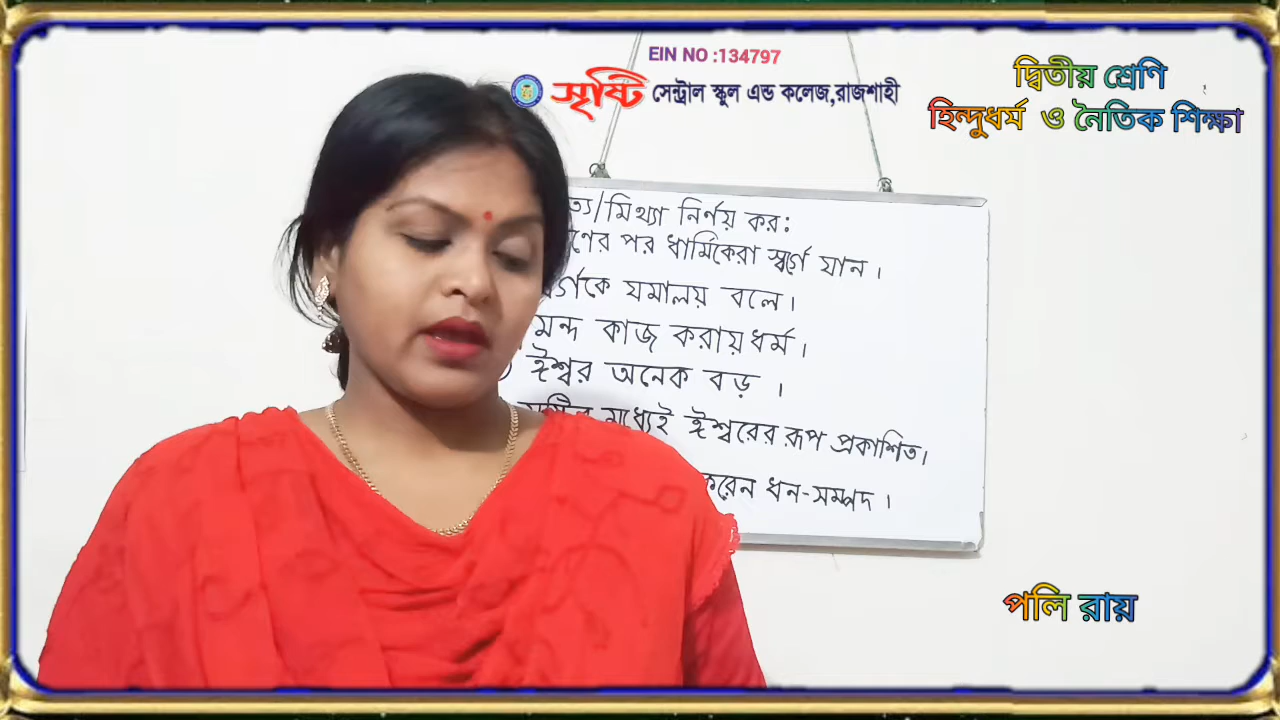 EIN NO :134797
সৃষ্টি সেন্ট্রাল স্কুল এন্ড কলেজ,রাজশাহী
দ্বিতীয় শ্রেণি
হিন্দুধর্ম ও নৈতিক শিক্ষা
মিথ্যা নির্ণয় কর:
পর ধার্মিকেরা স্বর্গে যান।
যমালয় বলে।
মন্দ কাজ করায় ধর্ম।
ঈশ্বর অনেক বড়।
মধ্যেই ঈশ্বরের রূপ প্রকাশিত।
করেন ধন-সম্পদ।
পলি রায়